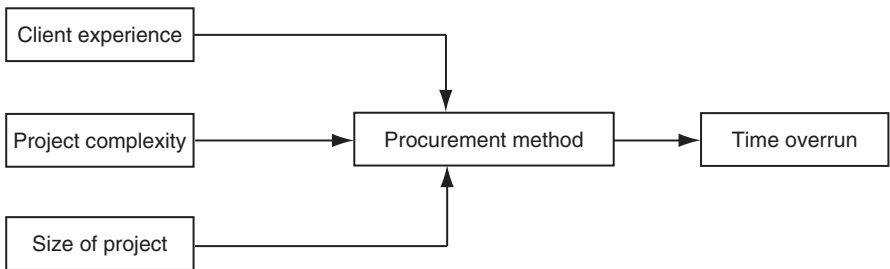 Client experience
Project complexity
Procurement method
Time overrun
Size of project